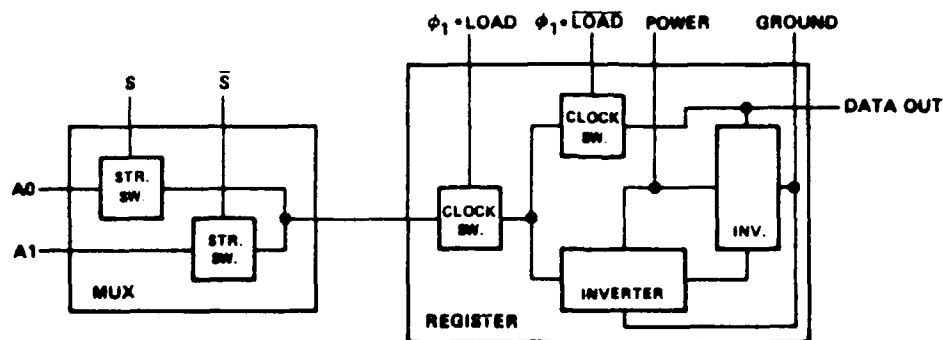 ϕ₁•LOAD ϕ₁•L̅O̅A̅D̅ POWER GROUND
S S̅
CLOCK
SW.
DATA OUT
A0
STR.
SW.
CLOCK
SW.
A1
STR.
SW.
INV.
MUX
INVERTER
REGISTER